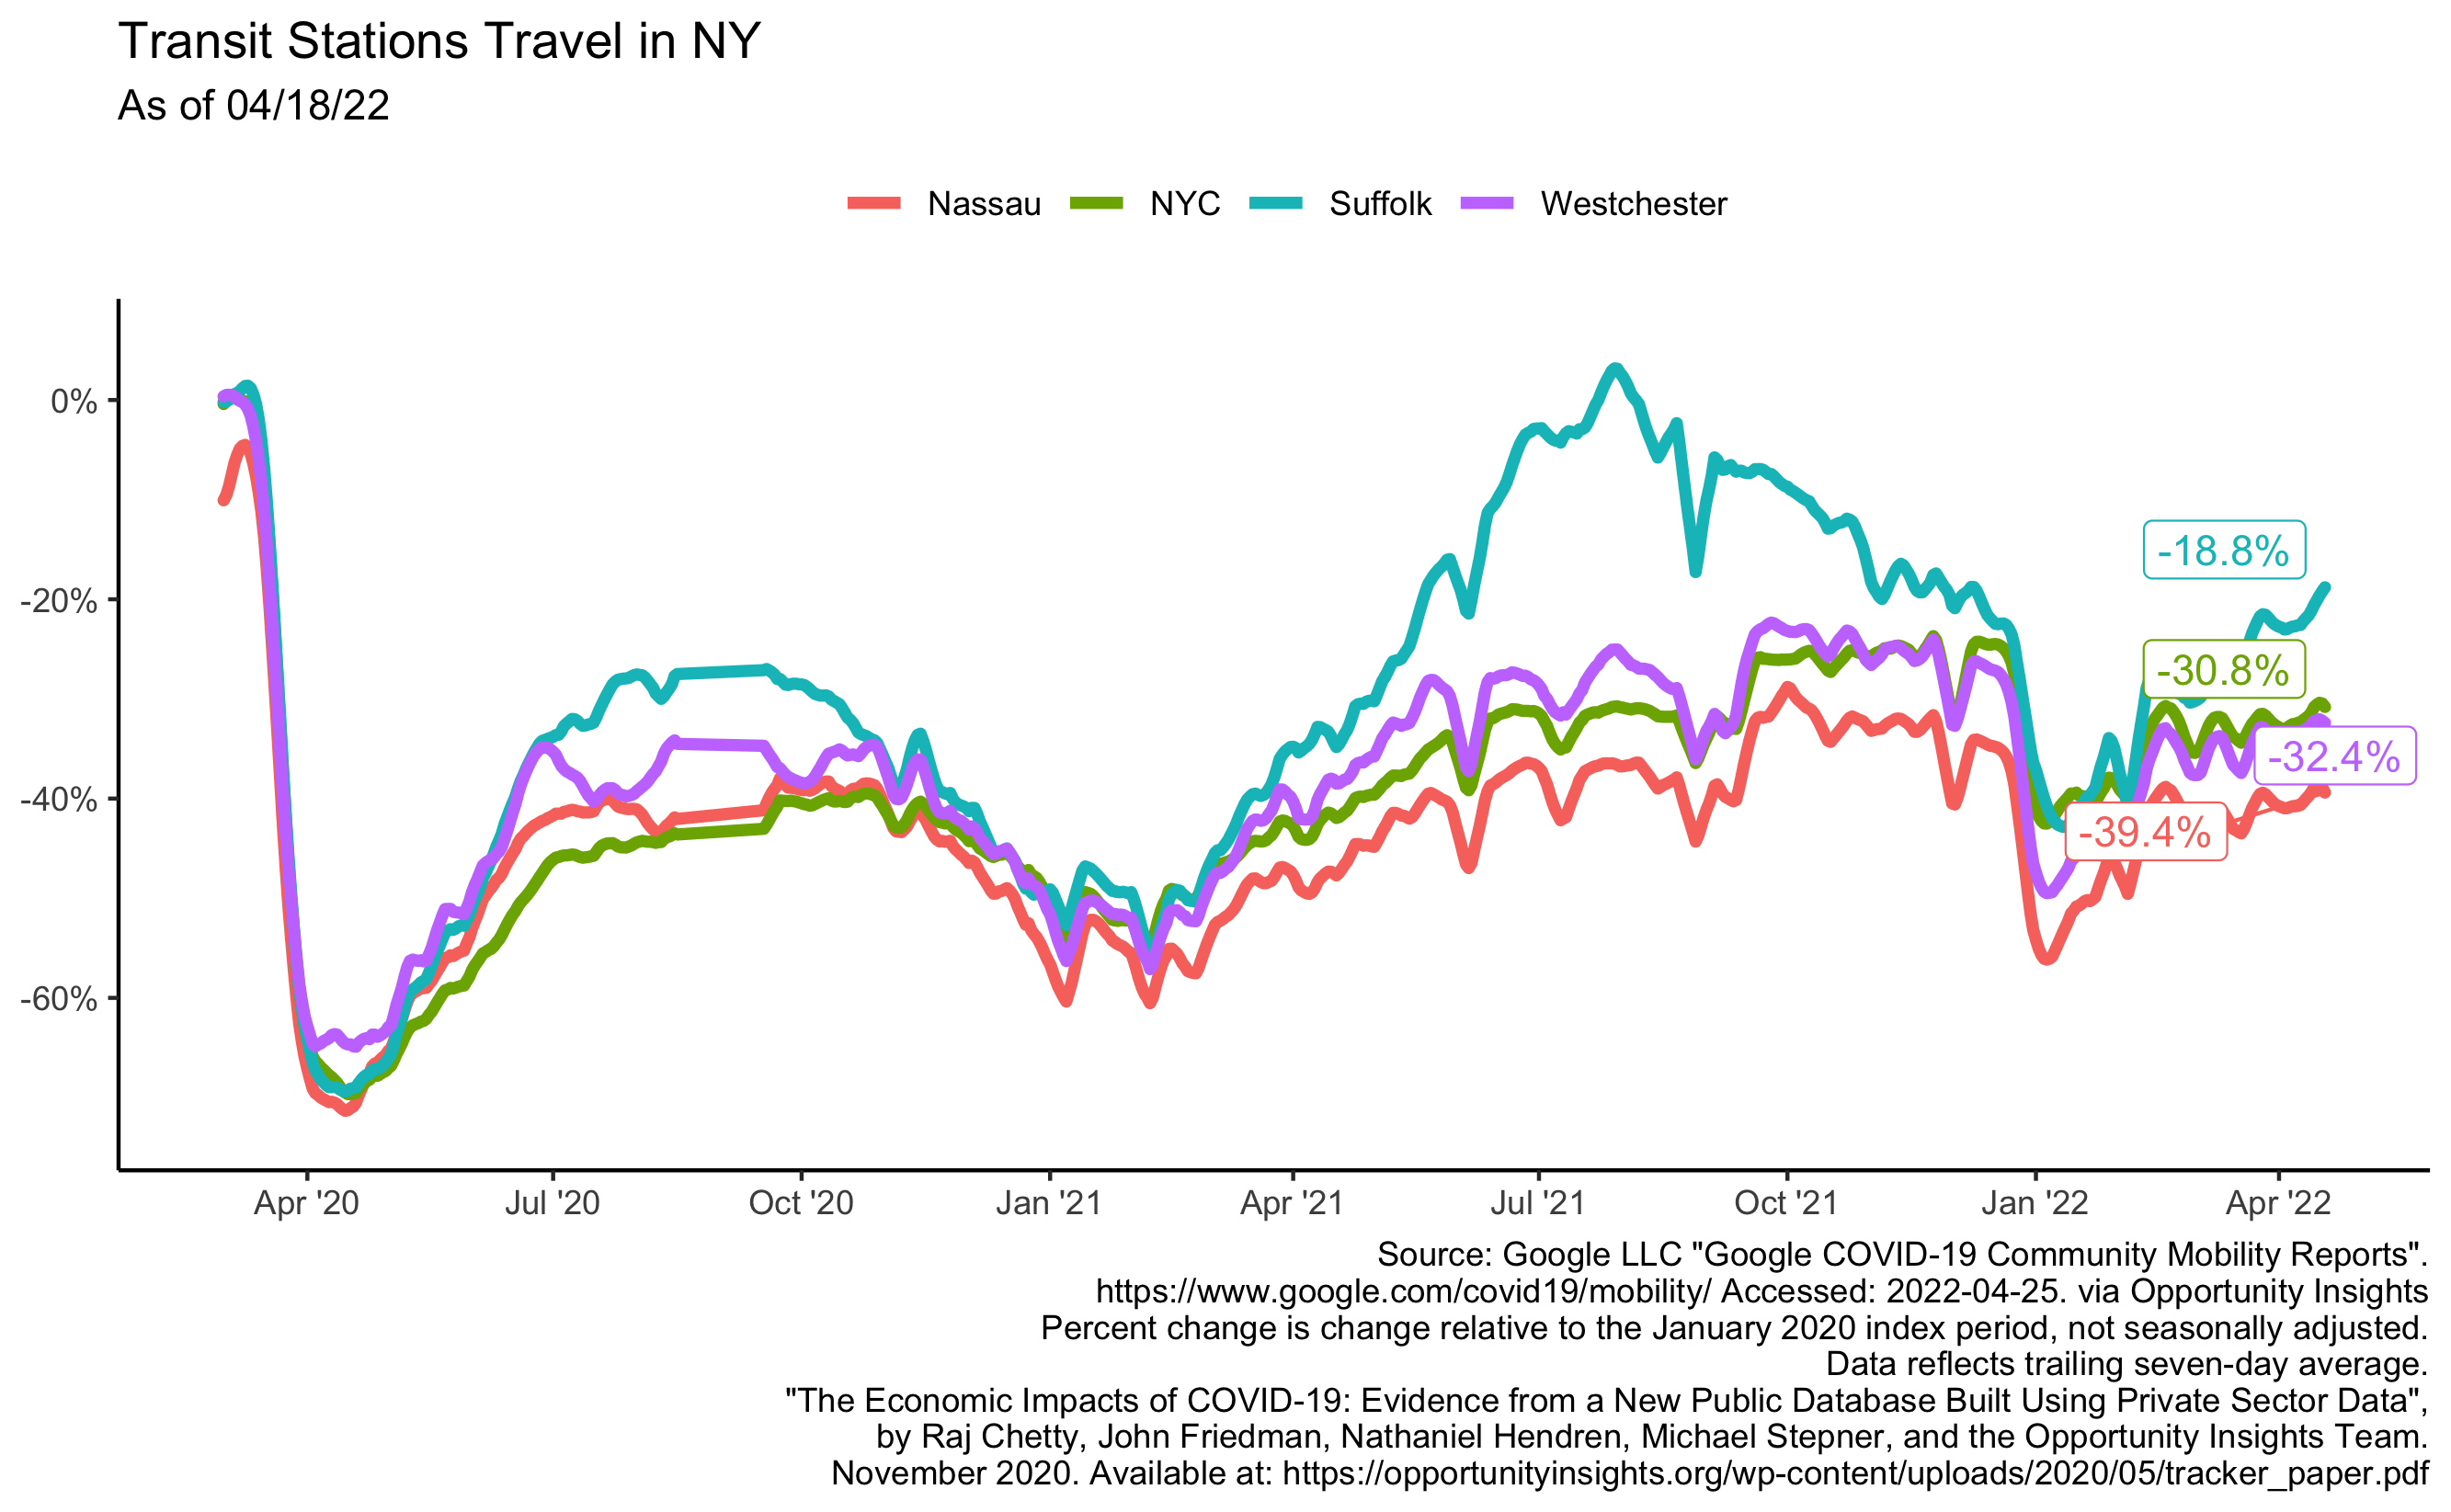 Transit Stations Travel in NY
As of 04/18/22
Nassau NYC Suffolk Westchester
0%
-20%
-40%
-60%
-18.8%
-30.8%
-32.4%
-39.4%
Apr '20 Jul '20 Oct '20 Jan '21 Apr '21 Jul '21 Oct '21 Jan '22 Apr '22
Source: Google LLC "Google COVID-19 Community Mobility Reports".
https://www.google.com/covid19/mobility/ Accessed: 2022-04-25. via Opportunity Insights
Percent change is change relative to the January 2020 index period, not seasonally adjusted.
Data reflects trailing seven-day average.
"The Economic Impacts of COVID-19: Evidence from a New Public Database Built Using Private Sector Data",
by Raj Chetty, John Friedman, Nathaniel Hendren, Michael Stepner, and the Opportunity Insights Team.
November 2020. Available at: https://opportunityinsights.org/wp-content/uploads/2020/05/tracker_paper.pdf